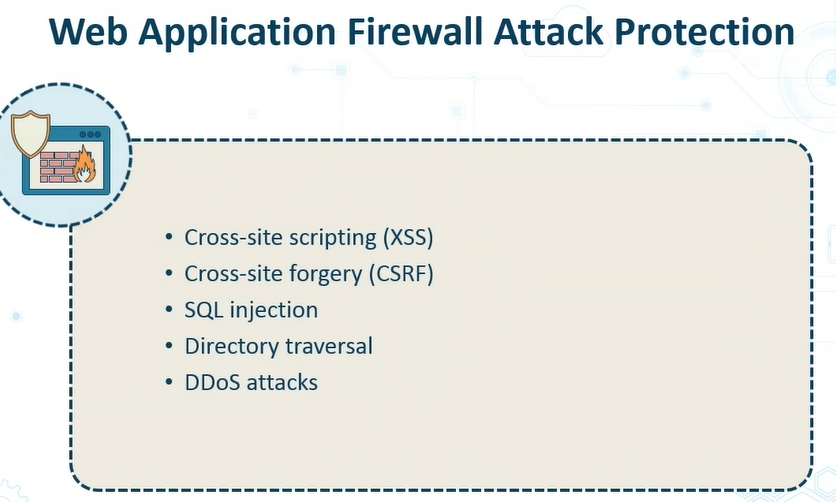 Web Application Firewall Attack Protection
• Cross-site scripting (XSS)
• Cross-site forgery (CSRF)
• SQL injection
• Directory traversal
• DDoS attacks